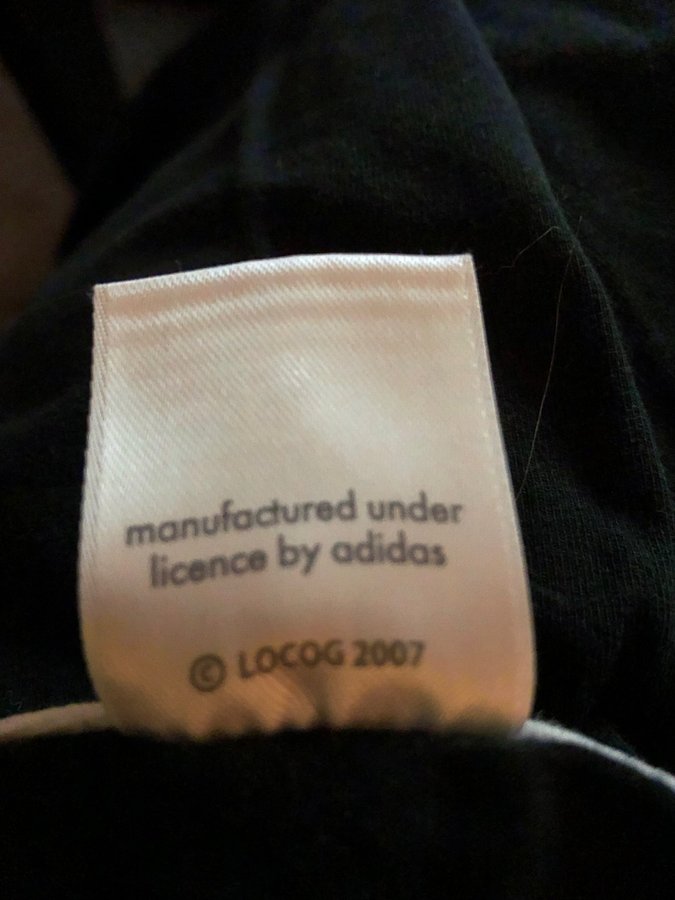 manufactured under
licence by adidas
© LOCOG 2007